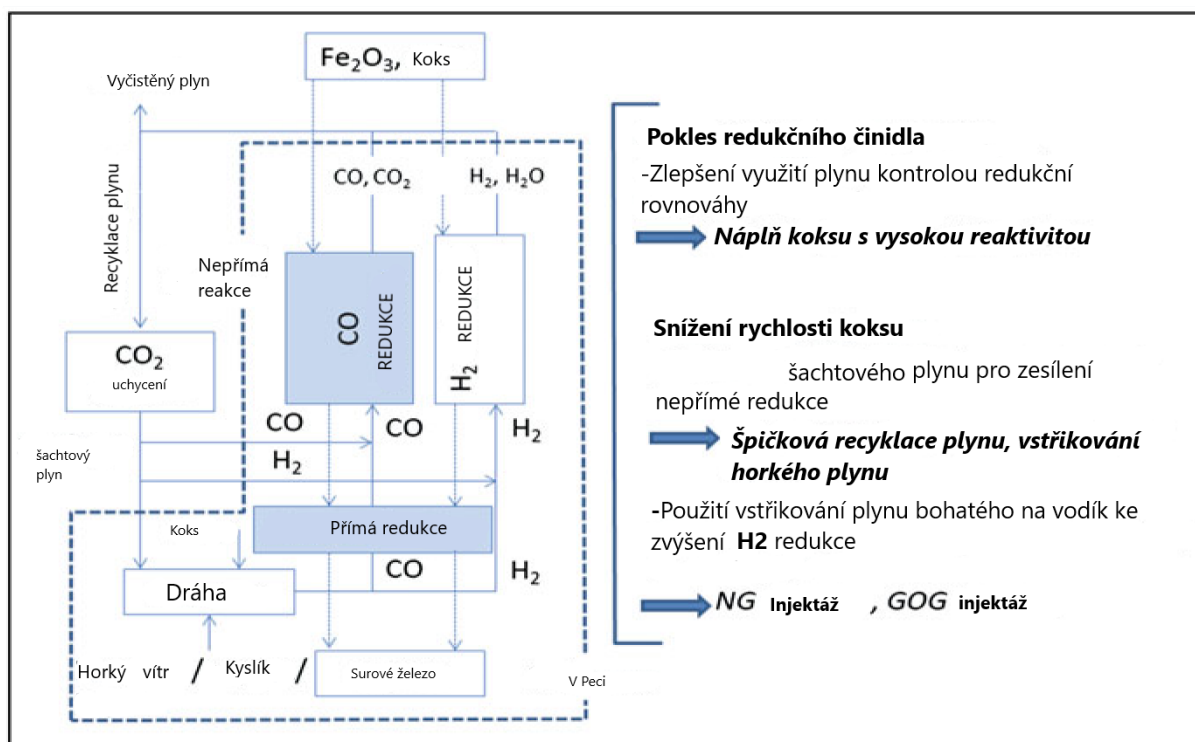 Fe₂O₃, Koks
Vyčistěný plyn
CO, CO₂
H₂, H₂O
Recyklace plynu
Nepřímá
reakce
CO
REDUKCE
H₂
REDUKCE
CO₂
uchycení
CO
CO
H₂
H₂
šachtový
plyn
Koks
Přímá redukce
CO
H₂
Dráha
Horký vítr / Kyslík /
Surové železo
V Peci
Pokles redukčního činidla
-Zlepšení využití plynu kontrolou redukční
rovnováhy
Náplň koksu s vysokou reaktivitou
Snížení rychlosti koksu
šachtového plynu pro zesílení
nepřímé redukce
Špičková recyklace plynu, vstřikování
horkého plynu
-Použití vstřikování plynu bohatého na vodík ke
zvýšení H2 redukce
NG Injektáž , GOG injektáž